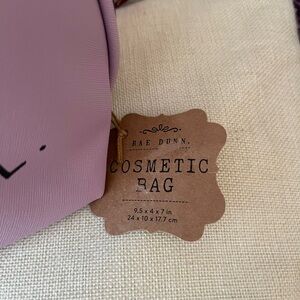 RAE DUNN.
COSMETIC
BAG
9.5 x 4 x 7 in
24 x 10 x 17.7 cm